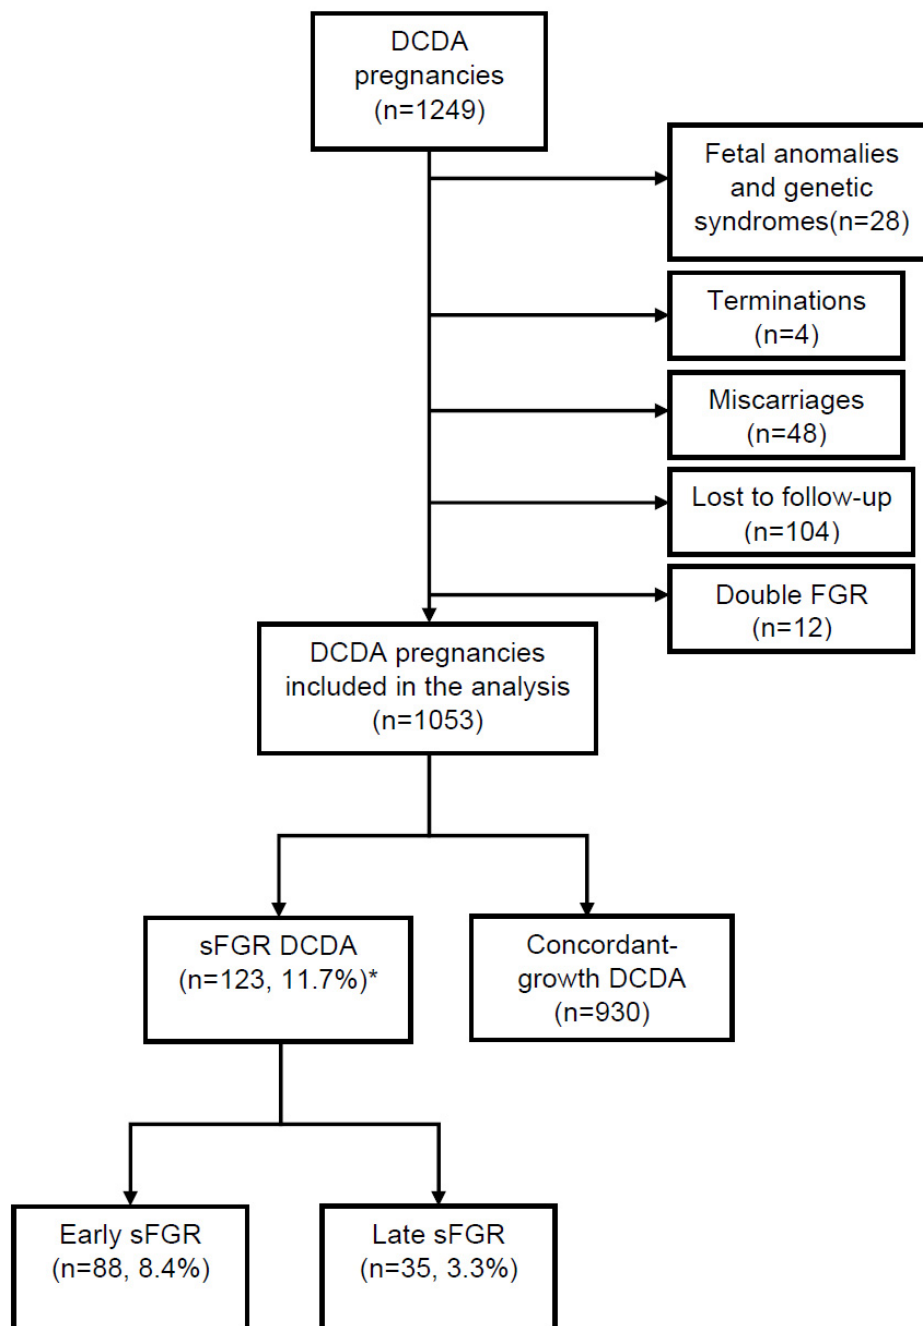 DCDA
pregnancies
(n=1249)
Fetal anomalies
and genetic
syndromes(n=28)
Terminations
(n=4)
Miscarriages
(n=48)
Lost to follow-up
(n=104)
Double FGR
(n=12)
DCDA pregnancies
included in the analysis
(n=1053)
sFGR DCDA
(n=123, 11.7%)*
Concordant-
growth DCDA
(n=930)
Early sFGR
(n=88, 8.4%)
Late sFGR
(n=35, 3.3%)